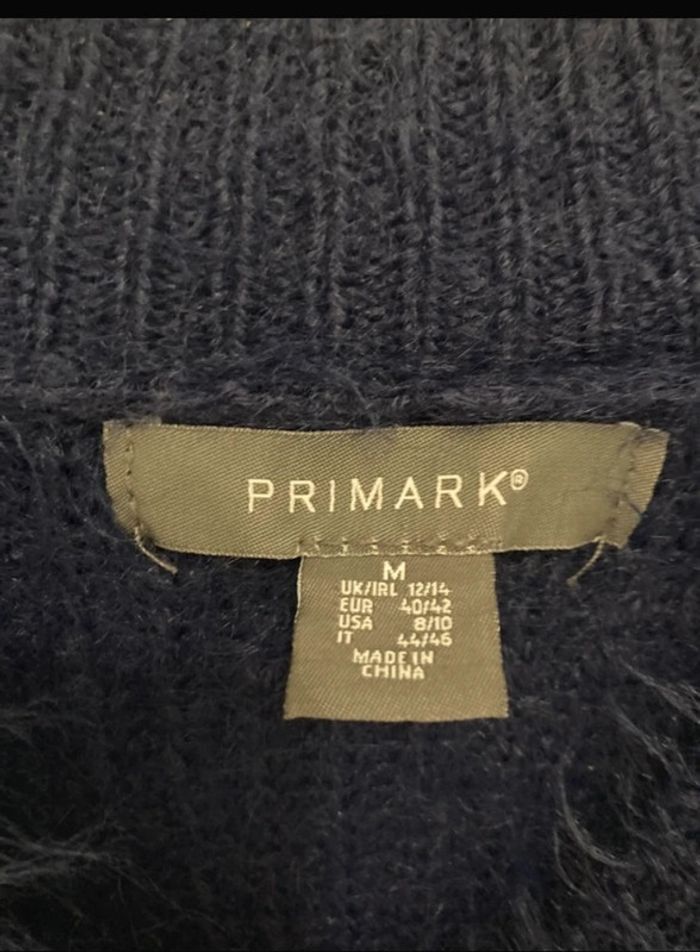 PRIMARK®
M
UK/IRL 12/14
EUR 40/42
USA 8/10
IT 44/46
MADE IN
CHINA